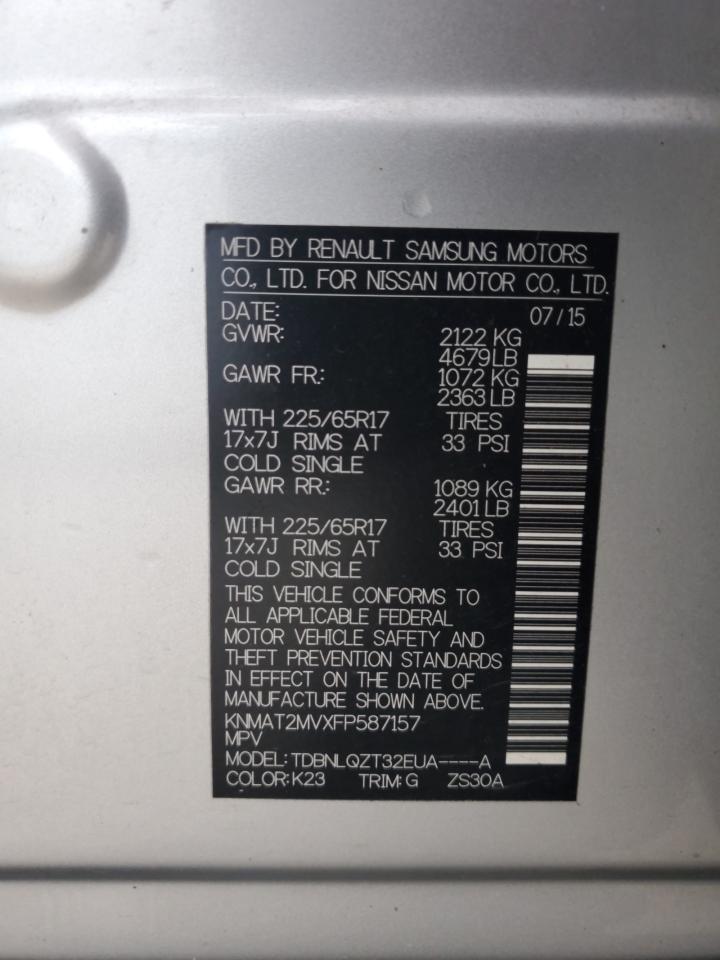 MFD BY RENAULT SAMSUNG MOTORS
CO., LTD. FOR NISSAN MOTOR CO., LTD.
DATE: 07/15
GVWR: 2122 KG
4679LB
GAWR FR.: 1072 KG
2363 LB
WITH 225/65R17 TIRES
17x7J RIMS AT 33 PSI
COLD SINGLE
GAWR RR.: 1089 KG
2401 LB
WITH 225/65R17 TIRES
17x7J RIMS AT 33 PSI
COLD SINGLE
THIS VEHICLE CONFORMS TO
ALL APPLICABLE FEDERAL
MOTOR VEHICLE SAFETY AND
THEFT PREVENTION STANDARDS
IN EFFECT ON THE DATE OF
MANUFACTURE SHOWN ABOVE.
KNMAT2MVXFP587157
MPV
MODEL: TDBNLQZT32EUA----A
COLOR: K23 TRIM: G ZS30A